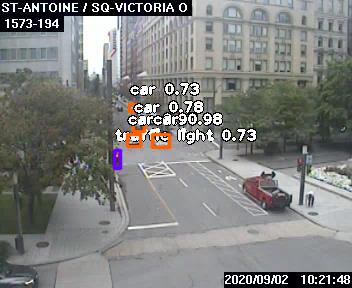 ST-ANTOINE / SQ-VICTORIA O
1573-194
car 0.73
car 0.78
carcar90.98
traffic light 0.73
2020/09/02 10:21:48